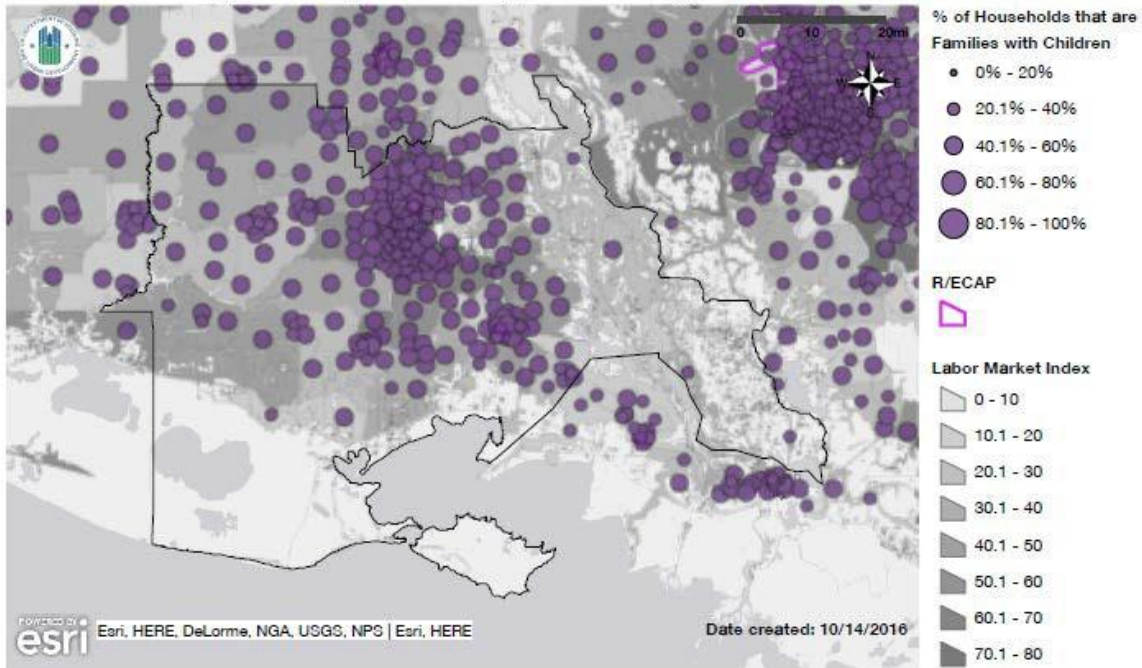 0 20mi
N
W E
S
POWERED BY
esri
Esri, HERE, DeLorme, NGA, USGS, NPS | Esri, HERE
Date created: 10/14/2016
% of Households that are
Families with Children
0% - 20%
20.1% - 40%
40.1% - 60%
60.1% - 80%
80.1% - 100%
R/ECAP
Labor Market Index
0 - 10
10.1 - 20
20.1 - 30
30.1 - 40
40.1 - 50
50.1 - 60
60.1 - 70
70.1 - 80